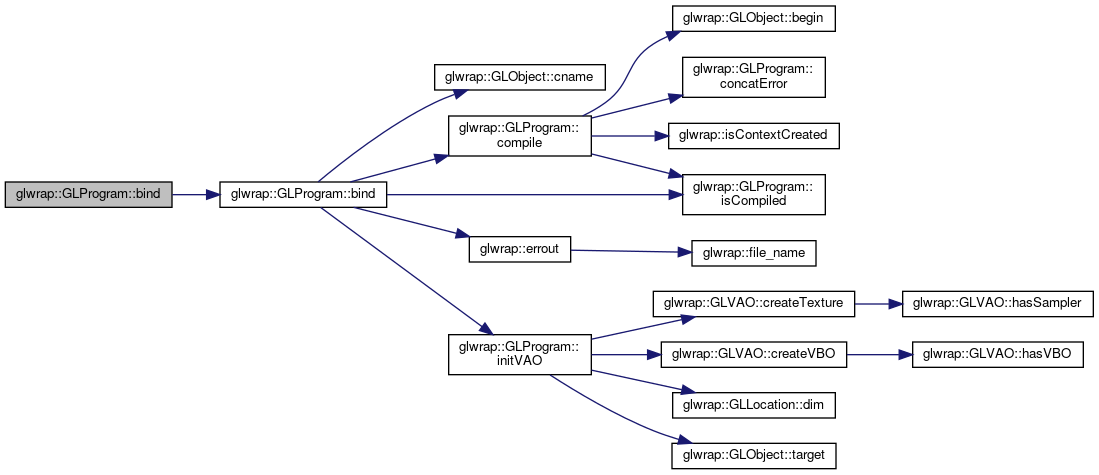 glwrap::GLObject::begin
glwrap::GLProgram::
concatError
glwrap::GLObject::cname
glwrap::GLProgram::
compile
glwrap::isContextCreated
glwrap::GLProgram::bind
glwrap::GLProgram::bind
glwrap::GLProgram::
isCompiled
glwrap::errout
glwrap::file_name
glwrap::GLVAO::createTexture
glwrap::GLVAO::hasSampler
glwrap::GLProgram::
initVAO
glwrap::GLVAO::createVBO
glwrap::GLVAO::hasVBO
glwrap::GLLocation::dim
glwrap::GLObject::target